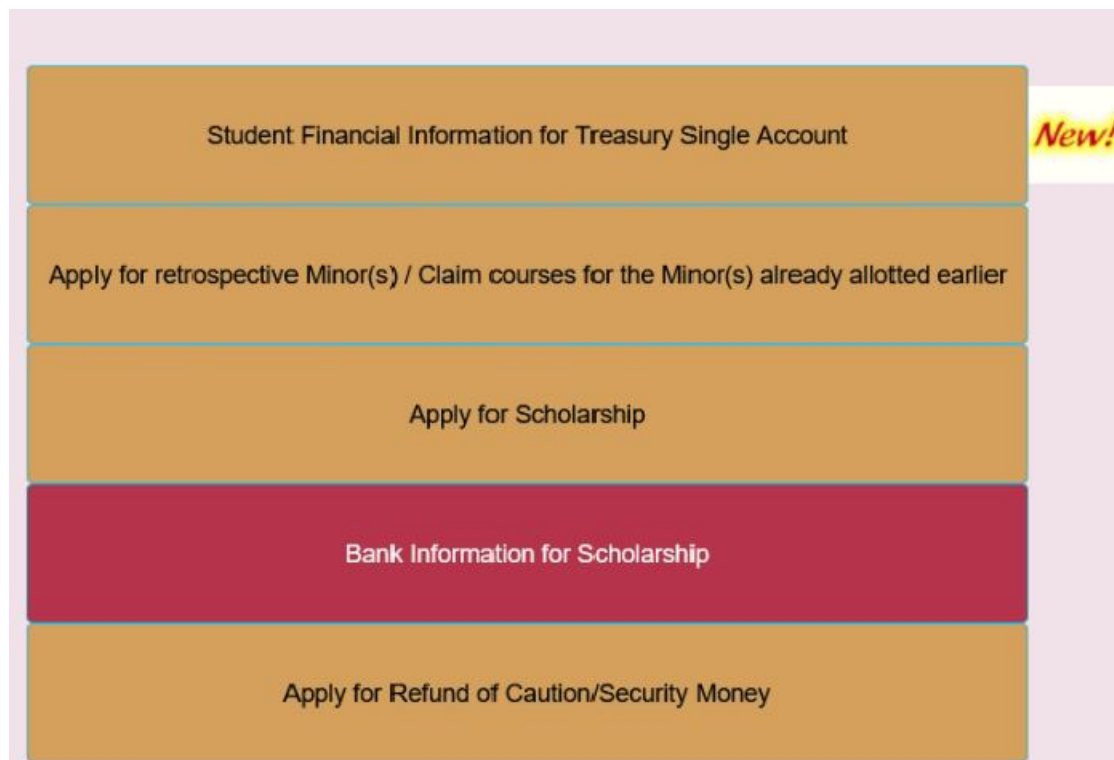 Student Financial Information for Treasury Single Account
New!
Apply for retrospective Minor(s) / Claim courses for the Minor(s) already allotted earlier
Apply for Scholarship
Bank Information for Scholarship
Apply for Refund of Caution/Security Money